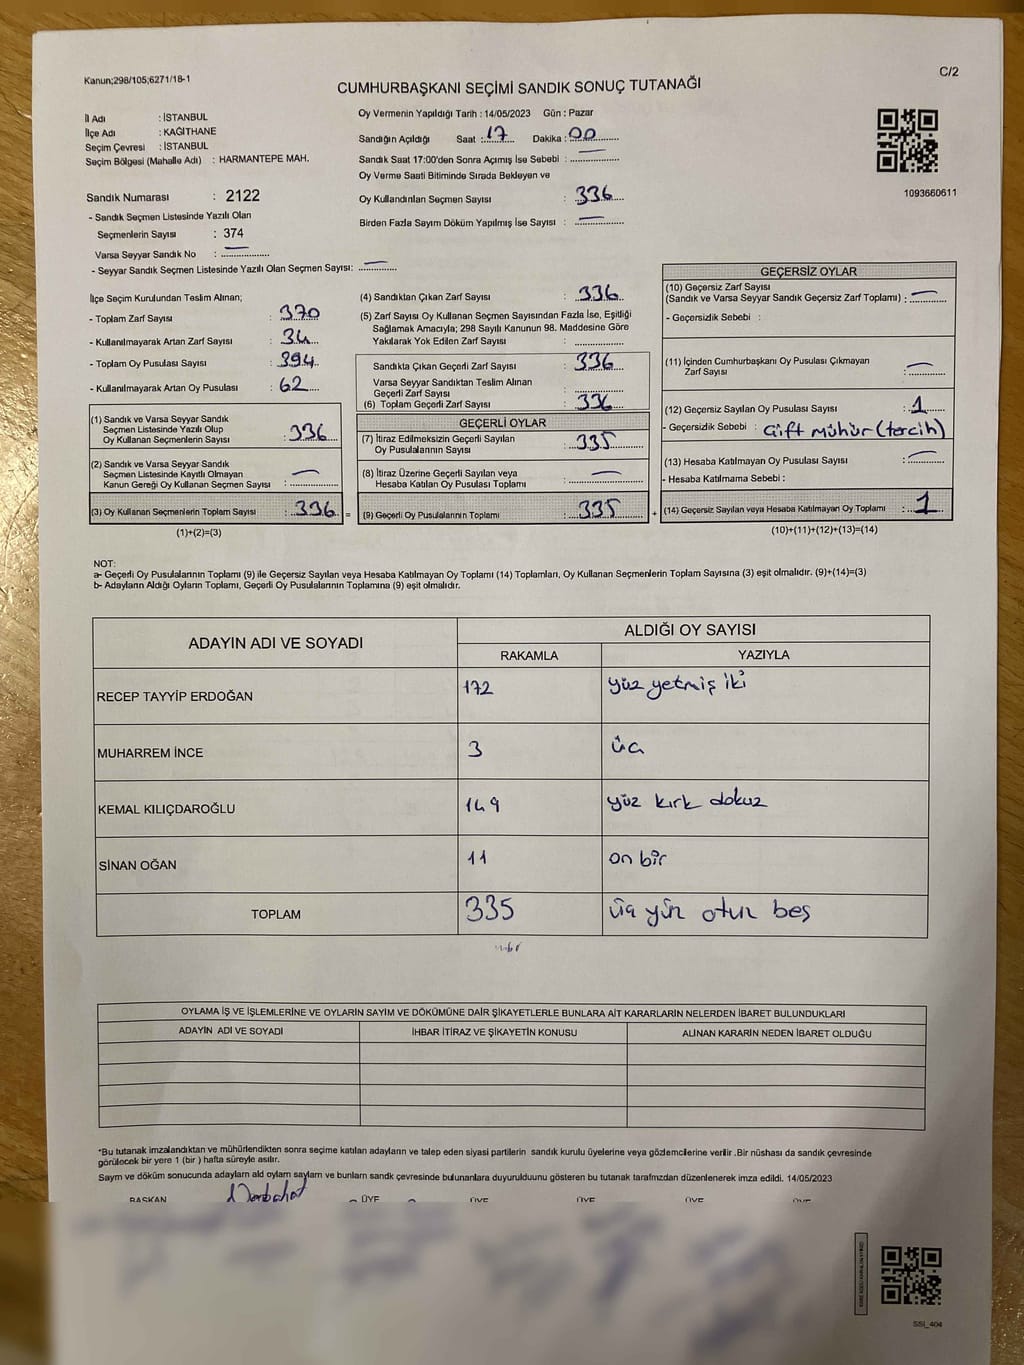 Kanun;298/105;6271/18-1
C/2
CUMHURBAŞKANI SEÇİMİ SANDIK SONUÇ TUTANAĞI
İl Adı : İSTANBUL
İlçe Adı : KAĞITHANE
Seçim Çevresi : İSTANBUL
Seçim Bölgesi (Mahalle Adı) : HARMANTEPE MAH.
Oy Vermenin Yapıldığı Tarih : 14/05/2023 Gün : Pazar
Sandığın Açıldığı Saat : 17 Dakika : 00
Sandık Saat 17:00'den Sonra Açımış İse Sebebi :
Oy Verme Saati Bitiminde Sırada Bekleyen ve
Oy Kullandırılan Seçmen Sayısı : 336
Birden Fazla Sayım Döküm Yapılmış İse Sayısı :
1093660611
Sandık Numarası : 2122
- Sandık Seçmen Listesinde Yazılı Olan
Seçmenlerin Sayısı : 374
Varsa Seyyar Sandık No :
- Seyyar Sandık Seçmen Listesinde Yazılı Olan Seçmen Sayısı:
İlçe Seçim Kurulundan Teslim Alınan;
- Toplam Zarf Sayısı : 370
- Kullanılmayarak Artan Zarf Sayısı : 34
- Toplam Oy Pusulası Sayısı : 394
- Kullanılmayarak Artan Oy Pusulası : 62
(1) Sandık ve Varsa Seyyar Sandık
Seçmen Listesinde Yazılı Olup
Oy Kullanan Seçmenlerin Sayısı : 336
(2) Sandık ve Varsa Seyyar Sandık
Seçmen Listesinde Kayıtlı Olmayan
Kanun Gereği Oy Kullanan Seçmen Sayısı :
(3) Oy Kullanan Seçmenlerin Toplam Sayısı : 336 =
(1)+(2)=(3)
(4) Sandıktan Çıkan Zarf Sayısı : 336
(5) Zarf Sayısı Oy Kullanan Seçmen Sayısından Fazla İse, Eşitliği
Sağlamak Amacıyla; 298 Sayılı Kanunun 98. Maddesine Göre
Yakılarak Yok Edilen Zarf Sayısı :
Sandıkta Çıkan Geçerli Zarf Sayısı : 336
Varsa Seyyar Sandıktan Teslim Alınan
Geçerli Zarf Sayısı :
(6) Toplam Geçerli Zarf Sayısı : 336
GEÇERLİ OYLAR
(7) İtiraz Edilmeksizin Geçerli Sayılan
Oy Pusulasının Sayısı : 335
(8) İtiraz Üzerine Geçerli Sayılan veya
Hesaba Katılan Oy Pusulası Toplamı :
(9) Geçerli Oy Pusulalarının Toplamı : 335 +
GEÇERSİZ OYLAR
(10) Geçersiz Zarf Sayısı
(Sandık ve Varsa Seyyar Sandık Geçersiz Zarf Toplamı) :
- Geçersizlik Sebebi :
(11) İçinden Cumhurbaşkanı Oy Pusulası Çıkmayan
Zarf Sayısı :
(12) Geçersiz Sayılan Oy Pusulası Sayısı : 1
- Geçersizlik Sebebi : Çift mühür (tercih)
(13) Hesaba Katılmayan Oy Pusulası Sayısı :
- Hesaba Katılmama Sebebi :
(14) Geçersiz Sayılan veya Hesaba Katılmayan Oy Toplamı : 1
(10)+(11)+(12)+(13)=(14)
NOT:
a- Geçerli Oy Pusulalarının Toplamı (9) ile Geçersiz Sayılan veya Hesaba Katılmayan Oy Toplamı (14) Toplamları, Oy Kullanan Seçmenlerin Toplam Sayısına (3) eşit olmalıdır. (9)+(14)=(3)
b- Adayların Aldığı Oyların Toplamı, Geçerli Oy Pusulalarının Toplamına (9) eşit olmalıdır.
ADAYIN ADI VE SOYADI ALDIĞI OY SAYISI
RAKAMLA YAZIYLA
RECEP TAYYİP ERDOĞAN 172 yüz yetmiş iki
MUHARREM İNCE 3 üç
KEMAL KILIÇDAROĞLU 149 yüz kırk dokuz
SİNAN OĞAN 11 on bir
TOPLAM 335 üç yüz otuz beş
OYLAMA İŞ VE İŞLEMLERİNE VE OYLARIN SAYIM VE DÖKÜMÜNE DAİR ŞİKAYETLERLE BUNLARA AİT KARARLARIN NELERDEN İBARET BULUNDUKLARI
ADAYIN ADI VE SOYADI İHBAR İTİRAZ VE ŞİKAYETİN KONUSU ALINAN KARARIN NEDEN İBARET OLDUĞU
*Bu tutanak imzalandıktan ve mühürlendikten sonra seçime katılan adayların ve talep eden siyasi partilerin sandık kurulu üyelerine veya gözlemcilerine verilir .Bir nüshası da sandık çevresinde
görülecek bir yere 1 (bir ) hafta süreyle asılır.
Sayım ve döküm sonucunda adayların aldı oyların sayların ve bunların sandık çevresinde bulunanlara duyurulduunu gösteren bu tutanak tarafımzdan düzenlenerek imza edildi. 14/05/2023
BAŞKAN ÜYE ÜYE ÜYE ÜYE ÜYE
SSI_404